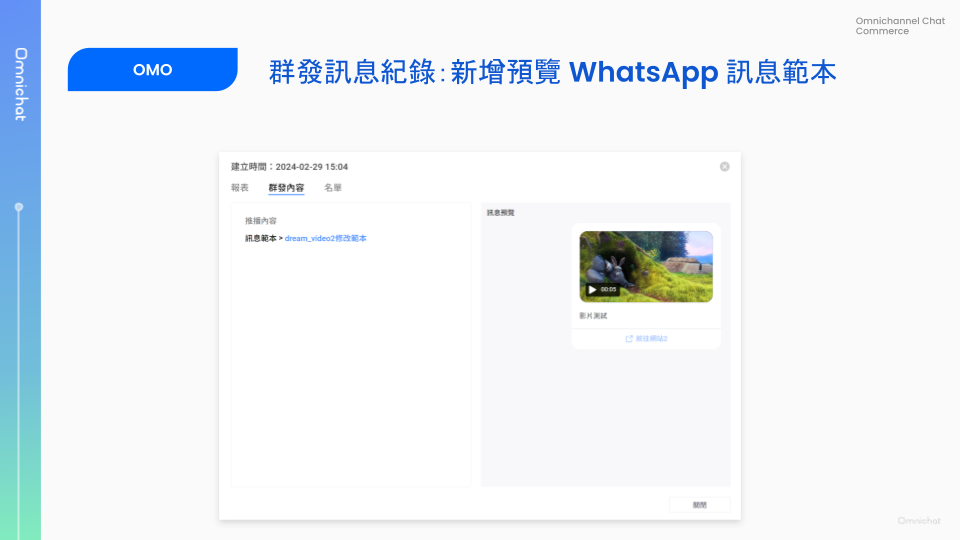 Omnichannel Chat
Commerce
Omnichat
OMO
群發訊息紀錄：新增預覽 WhatsApp 訊息範本
建立時間：2024-02-29 15:04
報表 群發內容 名單
推播內容
訊息範本 > dream_video2修改範本
訊息預覽
00:05
影片測試
前往網站2
關閉
Omnichat